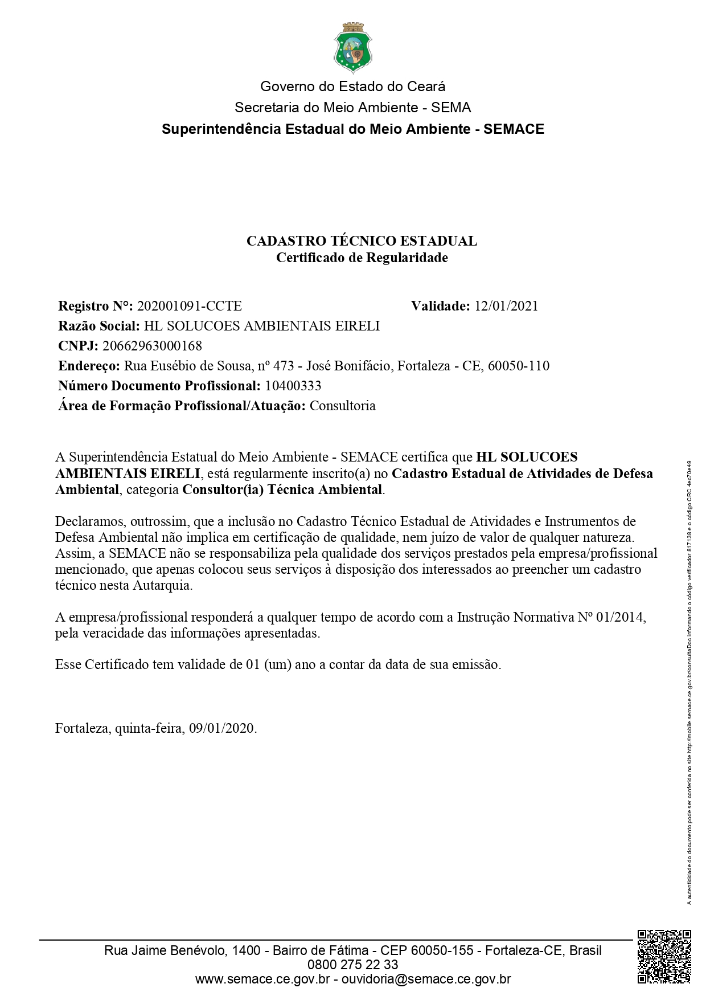 Governo do Estado do Ceará
Secretaria do Meio Ambiente - SEMA
Superintendência Estadual do Meio Ambiente - SEMACE
CADASTRO TÉCNICO ESTADUAL
Certificado de Regularidade
Registro N°: 202001091-CCTE Validade: 12/01/2021
Razão Social: HL SOLUCOES AMBIENTAIS EIRELI
CNPJ: 20662963000168
Endereço: Rua Eusébio de Sousa, nº 473 - José Bonifácio, Fortaleza - CE, 60050-110
Número Documento Profissional: 10400333
Área de Formação Profissional/Atuação: Consultoria
A Superintendência Estatual do Meio Ambiente - SEMACE certifica que HL SOLUCOES
AMBIENTAIS EIRELI, está regularmente inscrito(a) no Cadastro Estadual de Atividades de Defesa
Ambiental, categoria Consultor(ia) Técnica Ambiental.
Declaramos, outrossim, que a inclusão no Cadastro Técnico Estadual de Atividades e Instrumentos de
Defesa Ambiental não implica em certificação de qualidade, nem juízo de valor de qualquer natureza.
Assim, a SEMACE não se responsabiliza pela qualidade dos serviços prestados pela empresa/profissional
mencionado, que apenas colocou seus serviços à disposição dos interessados ao preencher um cadastro
técnico nesta Autarquia.
A empresa/profissional responderá a qualquer tempo de acordo com a Instrução Normativa Nº 01/2014,
pela veracidade das informações apresentadas.
Esse Certificado tem validade de 01 (um) ano a contar da data de sua emissão.
Fortaleza, quinta-feira, 09/01/2020.
A autenticidade do documento pode ser conferida no site http://mobile.semace.ce.gov.br/consultaDoc informando o código verificador 817138 e o código CRC 4ec70e49
Rua Jaime Benévolo, 1400 - Bairro de Fátima - CEP 60050-155 - Fortaleza-CE, Brasil
0800 275 22 33
www.semace.ce.gov.br - ouvidoria@semace.ce.gov.br